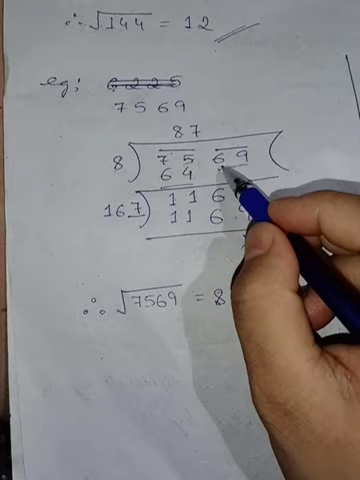 ∴ √144 = 12
eg; 6225
7569
87
8) 75 69 (
64
167) 116
116
∴ √7569 = 8